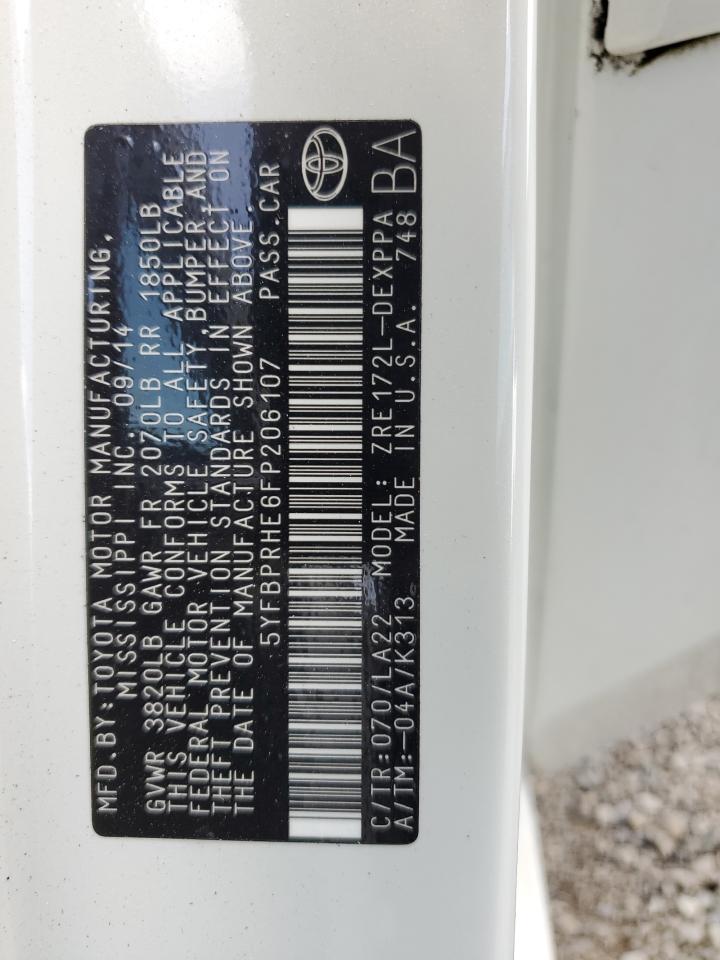 MFD.BY:TOYOTA MOTOR MANUFACTURING,
MISSISSIPPI INC. 09/14
GVWR 3820LB GAWR FR 2070LB RR 1850LB
THIS VEHICLE CONFORMS TO ALL APPLICABLE
FEDERAL MOTOR VEHICLE SAFETY,BUMPER,AND
THEFT PREVENTION STANDARDS IN EFFECT ON
THE DATE OF MANUFACTURE SHOWN ABOVE.
5YFBPRHE6FP206107 PASS.CAR
C/TR:070/LA22 MODEL: ZRE172L-DEXPPA
A/TM:-04A/K313 MADE IN U.S.A. 748 BA